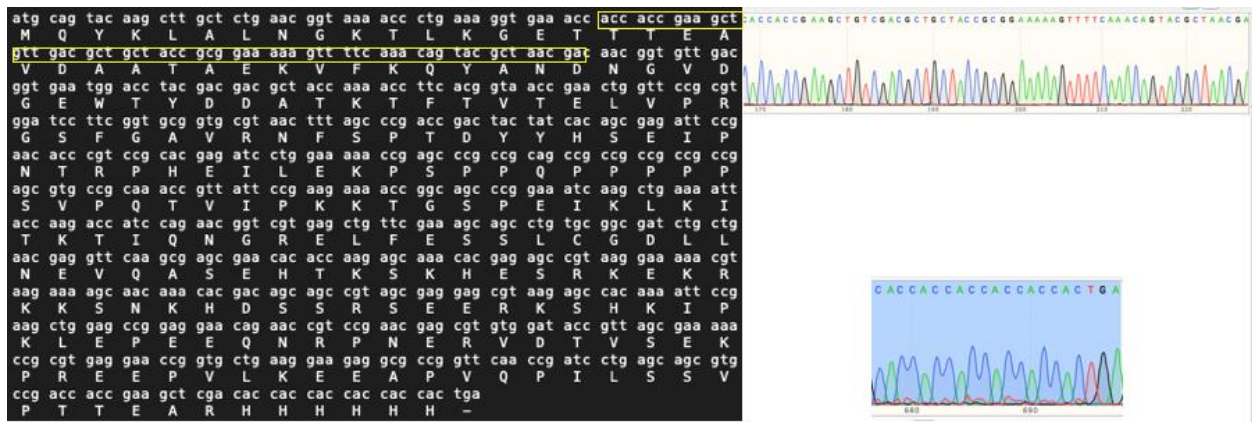 atg cag tac aag ctt gct ctg aac ggt aaa acc ctg aaa ggt gaa acc acc acc gaa gct
M Q Y K L A L N G K T L K G E T T T E A
gtt gac gct gct acc gcg gaa aaa gtt ttc aaa cag tac gct aac gac aac ggt gtt gac
V D A A T A E K V F K Q Y A N D N G V D
ggt gaa tgg acc tac gac gac gct acc aaa acc ttc acg gta acc gaa ctg gtt ccg cgt
G E W T Y D D A T K T F T V T E L V P R
gga tcc ttc ggt gcg gtg cgt aac ttt agc ccg acc gac tac tat cac agc gag att ccg
G S F G A V R N F S P T D Y Y H S E I P
aac acc cgt ccg cac gag atc ctg gaa aaa ccg agc ccg ccg cag ccg ccg ccg ccg ccg
N T R P H E I L E K P S P P Q P P P P P
agc gtg ccg caa acc gtt att ccg aag aaa acc ggc agc ccg gaa atc aag ctg aaa att
S V P Q T V I P K K T G S P E I K L K I
acc aag acc atc cag aac ggt cgt gag ctg ttc gaa agc agc ctg tgc ggc gat ctg ctg
T K T I Q N G R E L F E S S L C G D L L
aac gag gtt caa gcg agc gaa cac acc aag agc aaa cac gag agc cgt aag gaa aaa cgt
N E V Q A S E H T K S K H E S R K E K R
aag aaa agc aac aaa cac gac agc agc cgt agc gag gag cgt aag agc cac aaa att ccg
K K S N K H D S S R S E E R K S H K I P
aag ctg gag ccg gag gaa cag aac cgt ccg aac gag cgt gtg gat acc gtt agc gaa aaa
K L E P E E Q N R P N E R V D T V S E K
ccg cgt gag gaa ccg gtg ctg aag gaa gag gcg ccg gtt caa ccg atc ctg agc agc gtg
P R E E P V L K E E A P V Q P I L S S V
ccg acc acc gaa gct cga cac cac cac cac cac cac tga
P T T E A R H H H H H H –
CACCACCGAAGCTGTCGACGCTGCTACCGCGGAAAAAGTTTTCAAACAGTACGCTAACGA
170 180 190 200 210 220
CACCACCACCACCACCACTGA
680 690